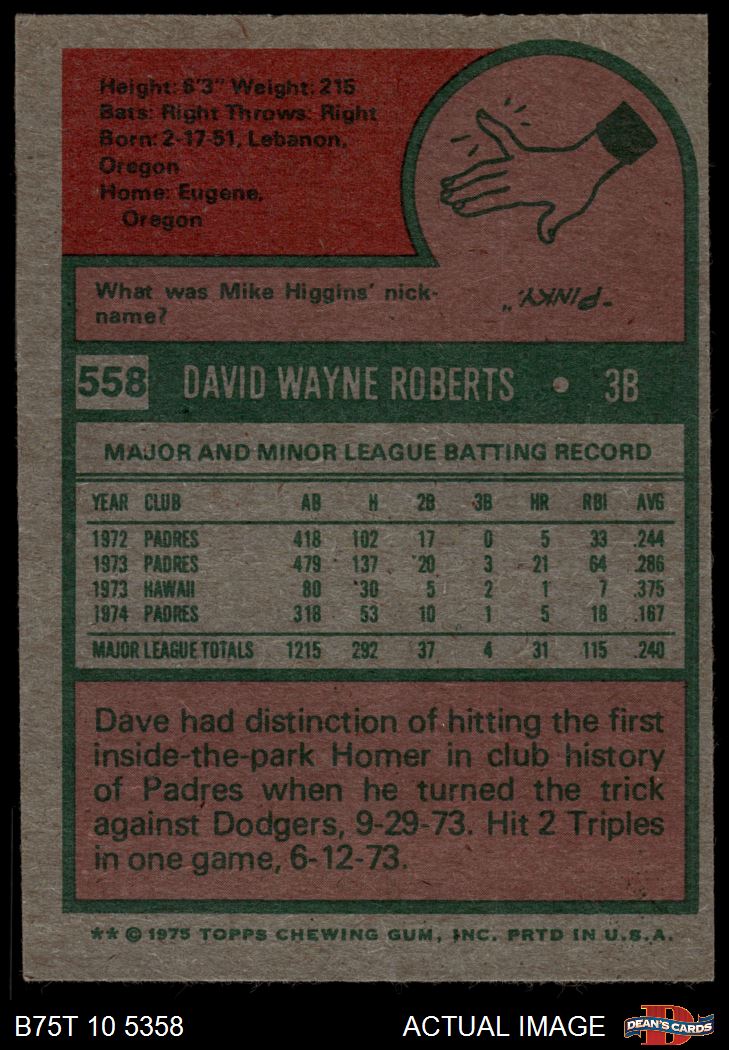 Height: 6'3" Weight: 215
Bats: Right Throws: Right
Born: 2-17-51, Lebanon,
Oregon
Home: Eugene,
Oregon
What was Mike Higgins' nick-
name?
"PINKY."
558 DAVID WAYNE ROBERTS • 3B
MAJOR AND MINOR LEAGUE BATTING RECORD
YEAR CLUB AB H 2B 3B HR RBI AVG
1972 PADRES 418 102 17 0 5 33 .244
1973 PADRES 479 137 20 3 21 64 .286
1973 HAWAII 80 30 5 2 1 7 .375
1974 PADRES 318 53 10 1 5 18 .167
MAJOR LEAGUE TOTALS 1215 292 37 4 31 115 .240
Dave had distinction of hitting the first
inside-the-park Homer in club history
of Padres when he turned the trick
against Dodgers, 9-29-73. Hit 2 Triples
in one game, 6-12-73.
** © 1975 TOPPS CHEWING GUM, INC. PRTD IN U.S.A.
B75T 10 5358 ACTUAL IMAGE D DEAN'S CARDS